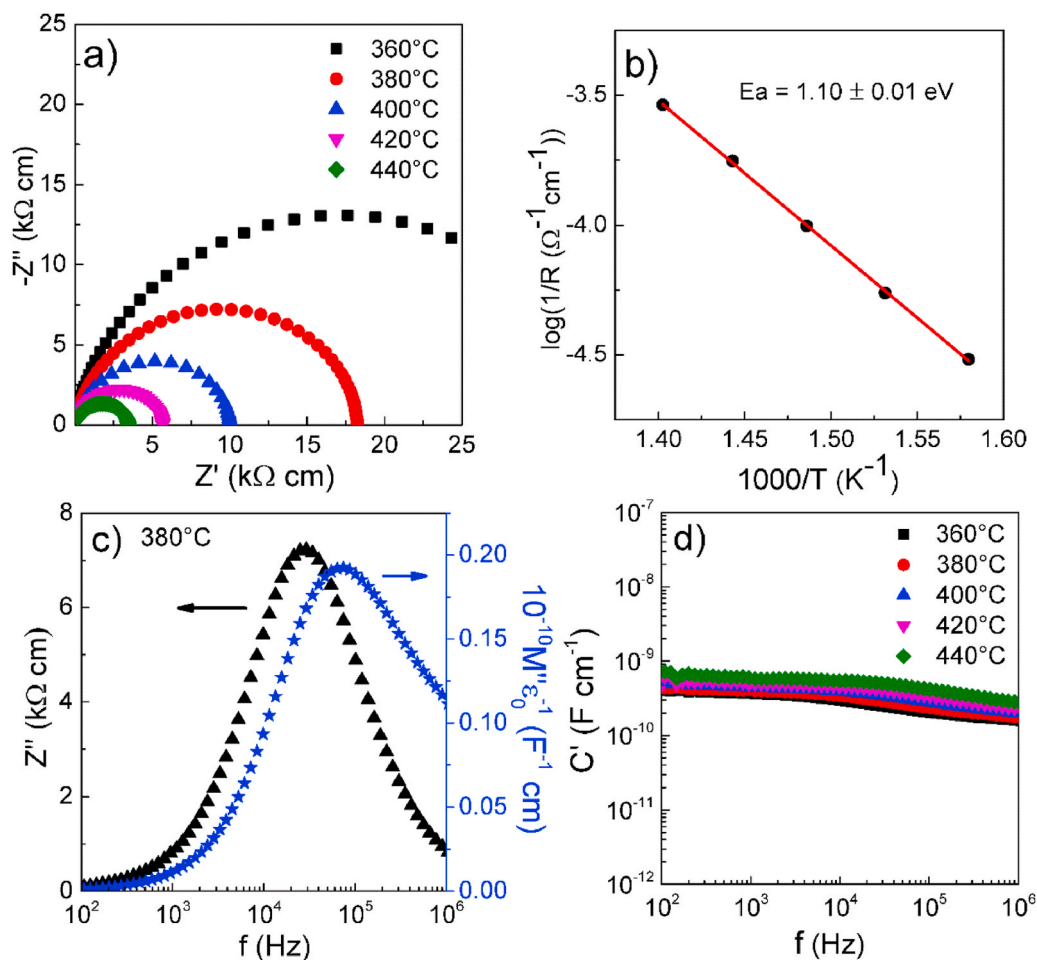 a)
360°C
380°C
400°C
420°C
440°C
-Z" (kΩ cm)
25
20
15
10
5
0
5 10 15 20 25
Z' (kΩ cm)
b)
Ea = 1.10 ± 0.01 eV
log(1/R (Ω⁻¹cm⁻¹))
-3.5
-4.0
-4.5
1.40 1.45 1.50 1.55 1.60
1000/T (K⁻¹)
c) 380°C
Z" (kΩ cm)
8
6
4
2
0
10² 10³ 10⁴ 10⁵ 10⁶
f (Hz)
0.20
0.15
0.10
0.05
0.00
10⁻¹⁰M"ε₀⁻¹ (F⁻¹ cm)
d)
360°C
380°C
400°C
420°C
440°C
C' (F cm⁻¹)
10⁻⁷
10⁻⁸
10⁻⁹
10⁻¹⁰
10⁻¹¹
10⁻¹²
10² 10³ 10⁴ 10⁵ 10⁶
f (Hz)